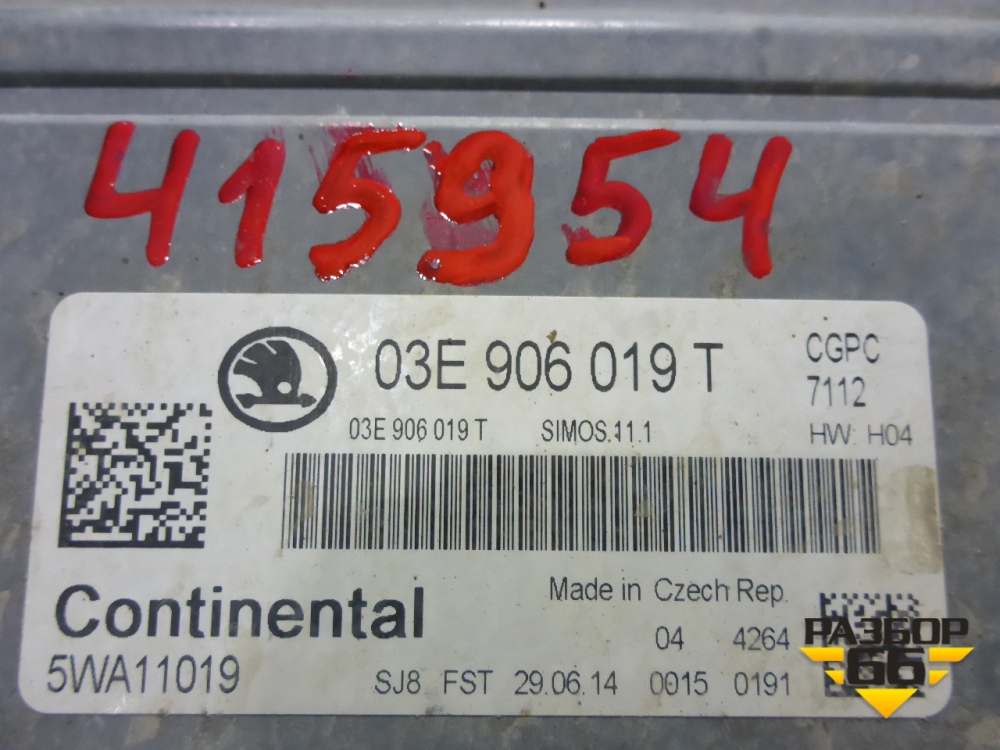 415954
03E 906 019 T
CGPC
7112
03E 906 019 T SIMOS.11.1
HW: H04
Continental
Made in Czech Rep.
04 4264
5WA11019
SJ8 FST 29.06.14 0015 0191
РАЗБОР
66